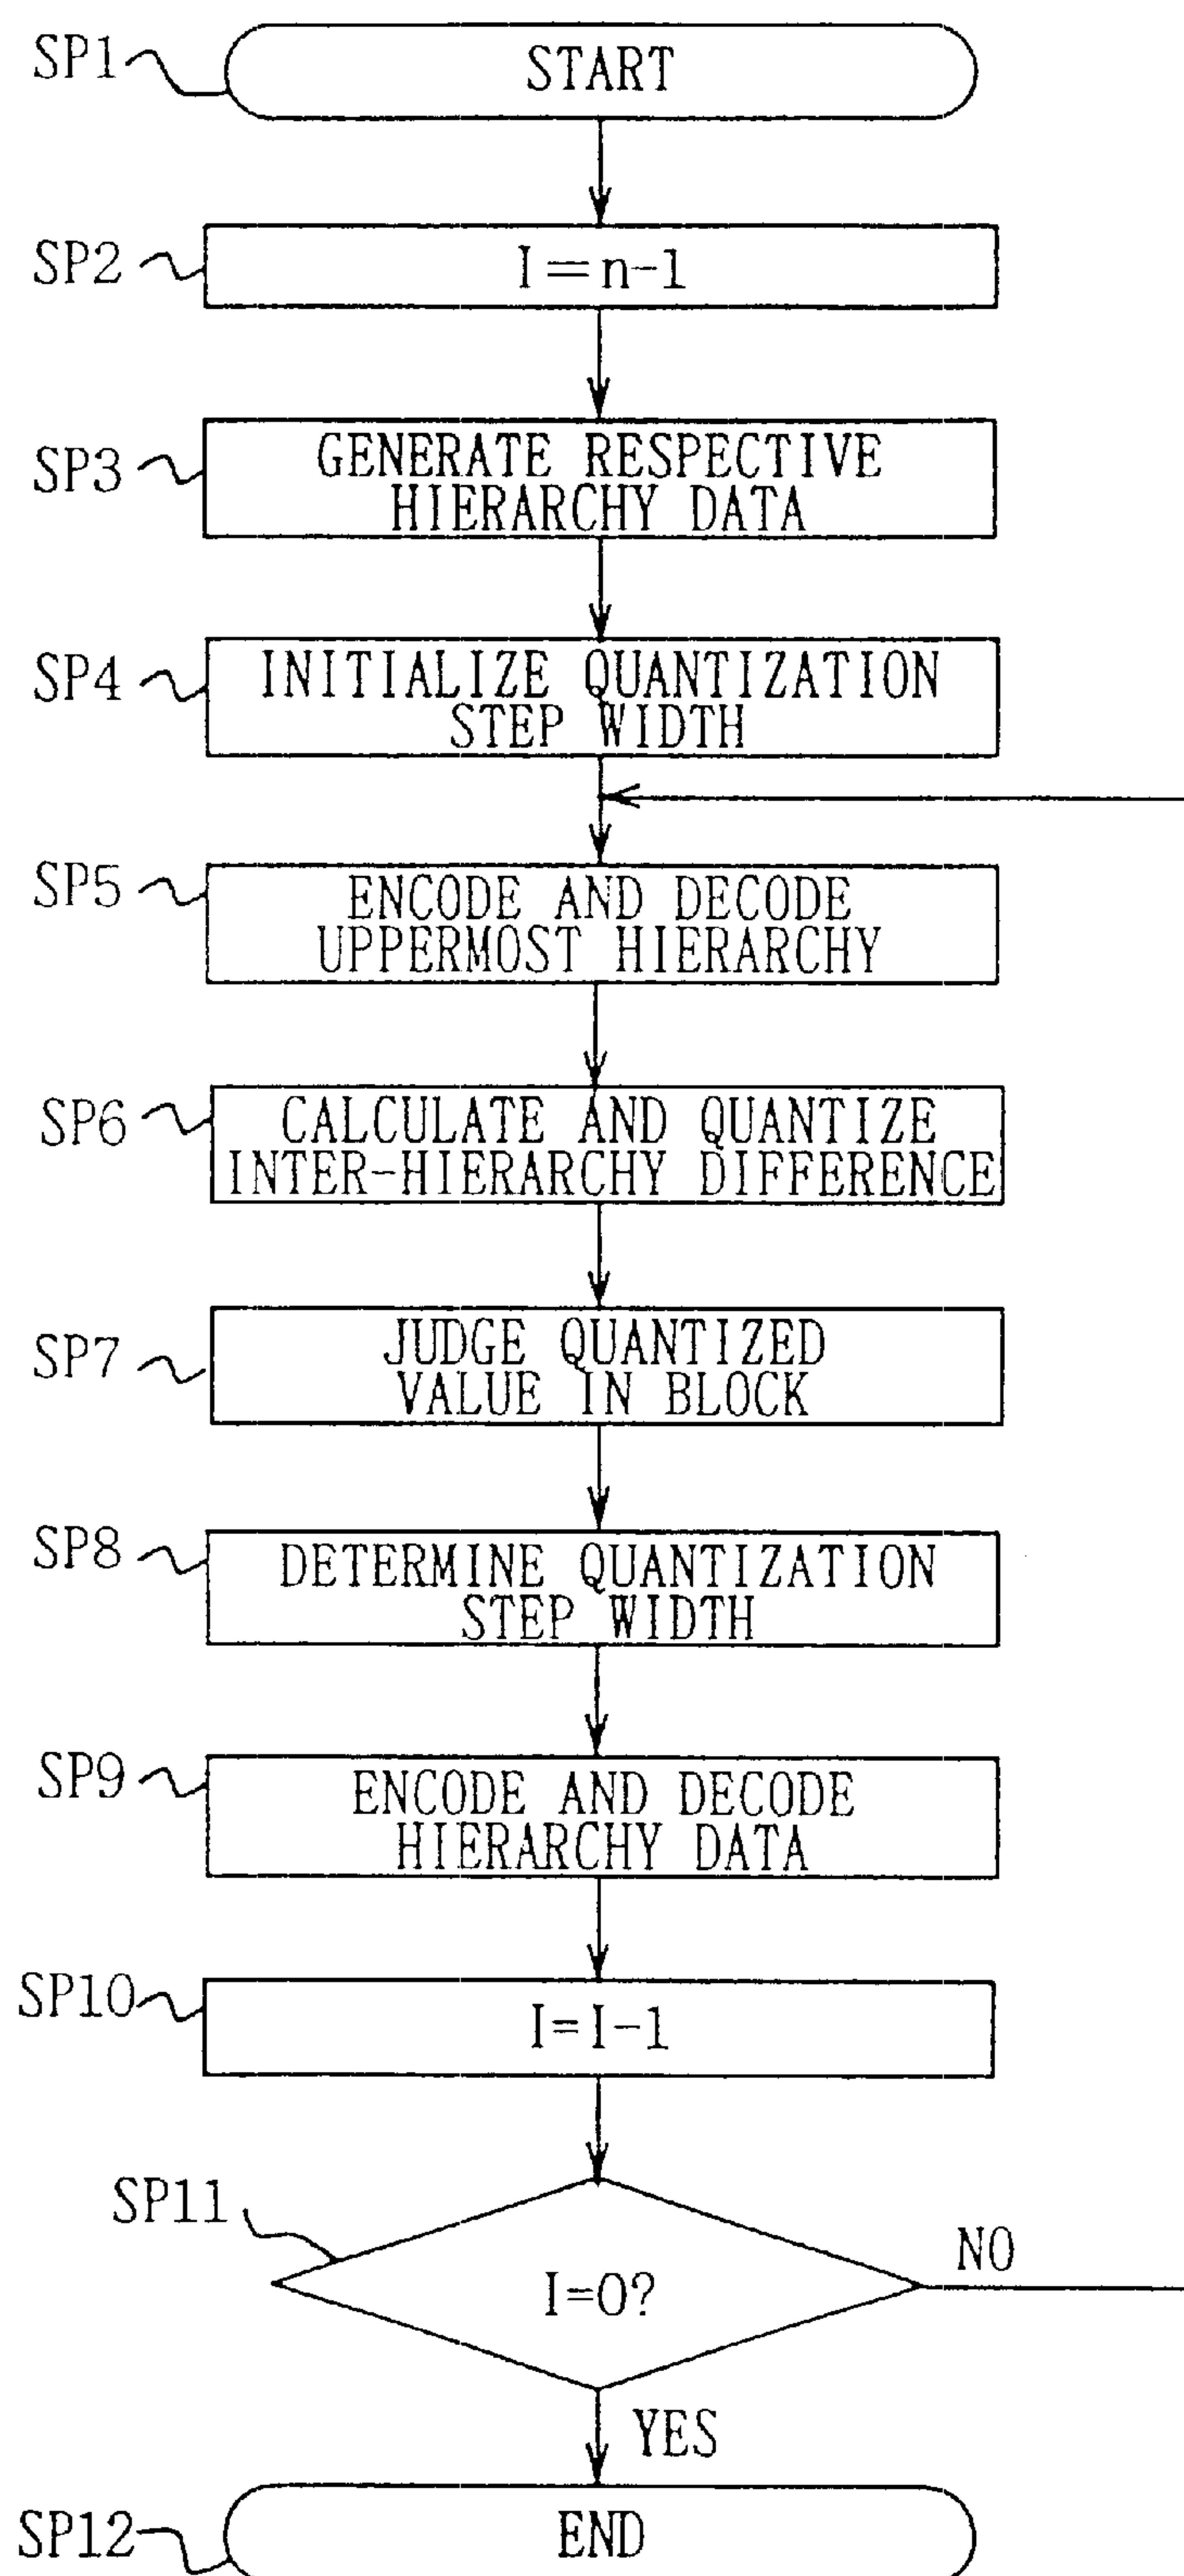 SP1
START
SP2
I=n-1
SP3
GENERATE RESPECTIVE
HIERARCHY DATA
SP4
INITIALIZE QUANTIZATION
STEP WIDTH
SP5
ENCODE AND DECODE
UPPERMOST HIERARCHY
SP6
CALCULATE AND QUANTIZE
INTER-HIERARCHY DIFFERENCE
SP7
JUDGE QUANTIZED
VALUE IN BLOCK
SP8
DETERMINE QUANTIZATION
STEP WIDTH
SP9
ENCODE AND DECODE
HIERARCHY DATA
SP10
I=I-1
SP11
I=0?
NO
YES
SP12
END